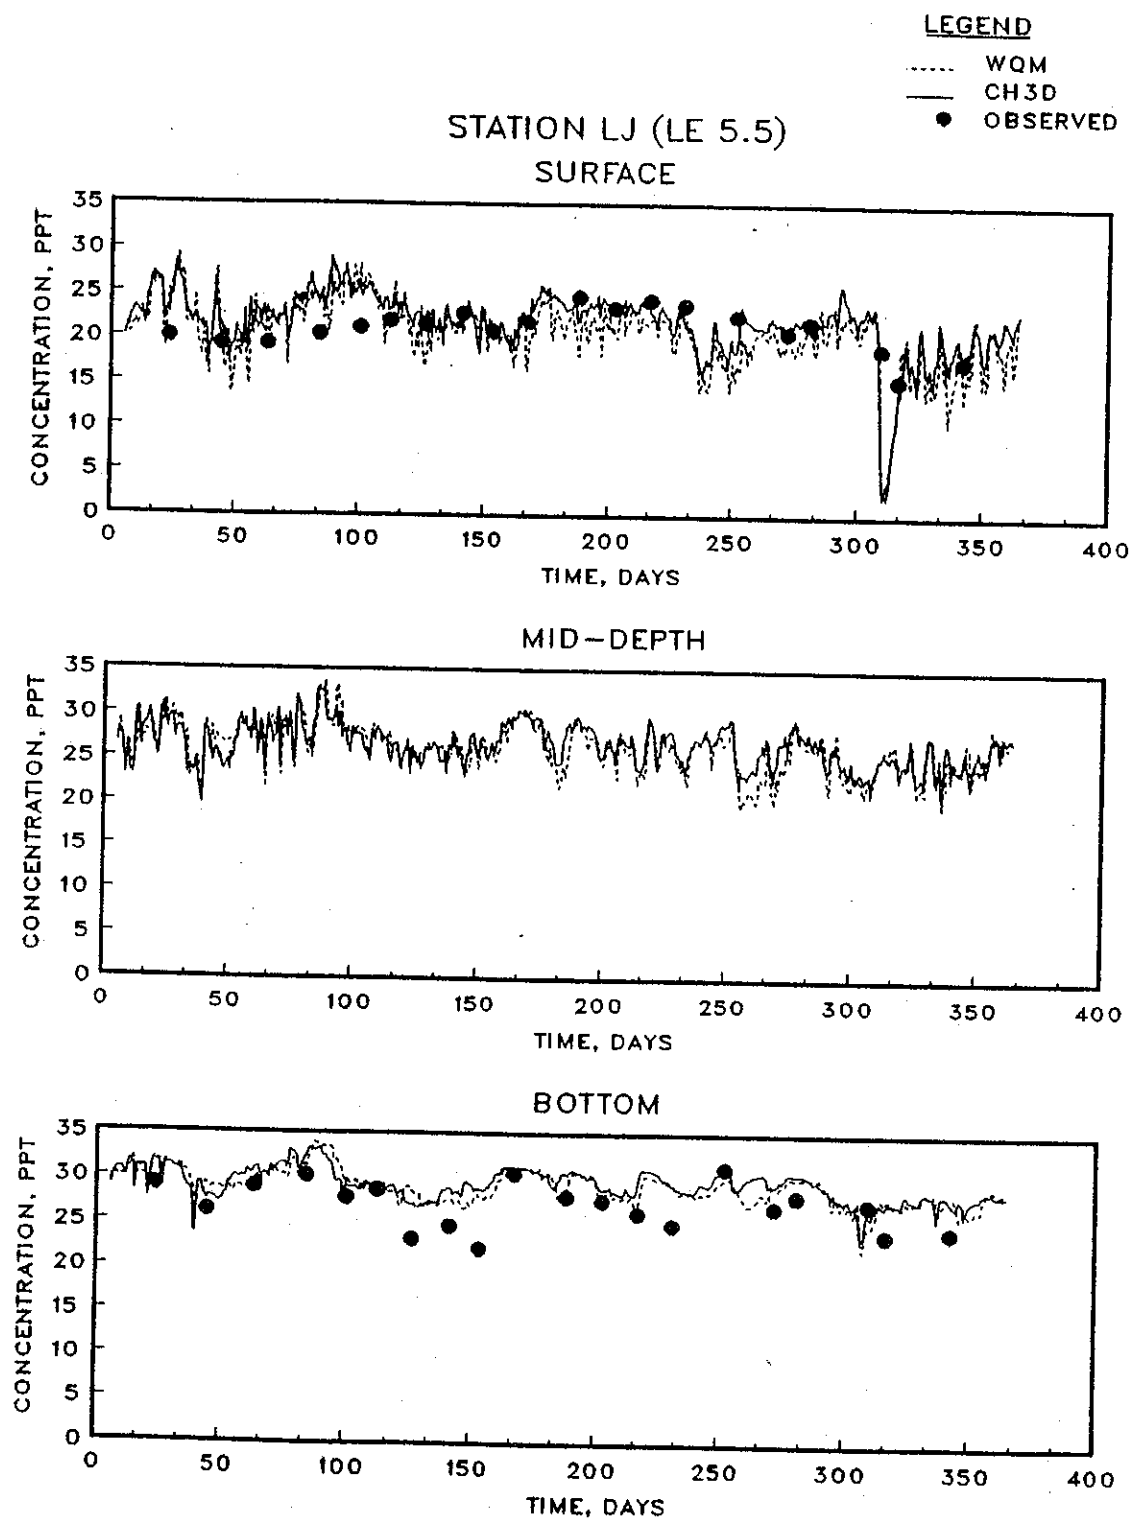 LEGEND
WQM
CH3D
OBSERVED
STATION LJ (LE 5.5)
SURFACE
CONCENTRATION, PPT
35
30
25
20
15
10
5
0
0 50 100 150 200 250 300 350 400
TIME, DAYS
MID-DEPTH
CONCENTRATION, PPT
35
30
25
20
15
10
5
0
0 50 100 150 200 250 300 350 400
TIME, DAYS
BOTTOM
CONCENTRATION, PPT
35
30
25
20
15
10
5
0
0 50 100 150 200 250 300 350 400
TIME, DAYS